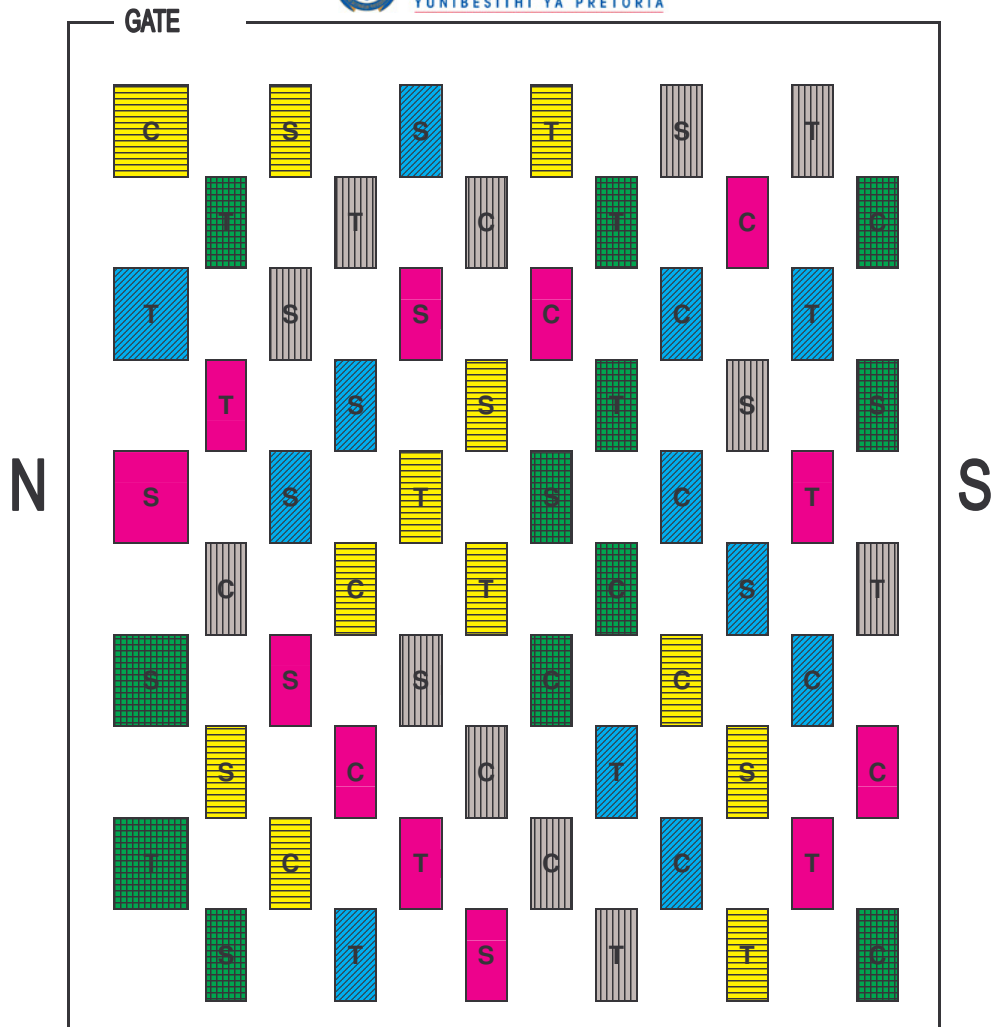 YUNIBESITHI YA PRETORIA
GATE
C S S T S T
T T C T C C
T S S C C T
T S S T S S
N S S T S C T S
C C T C S T
S S S C C C
S C C T S C
T C T C C T
S T S T T C